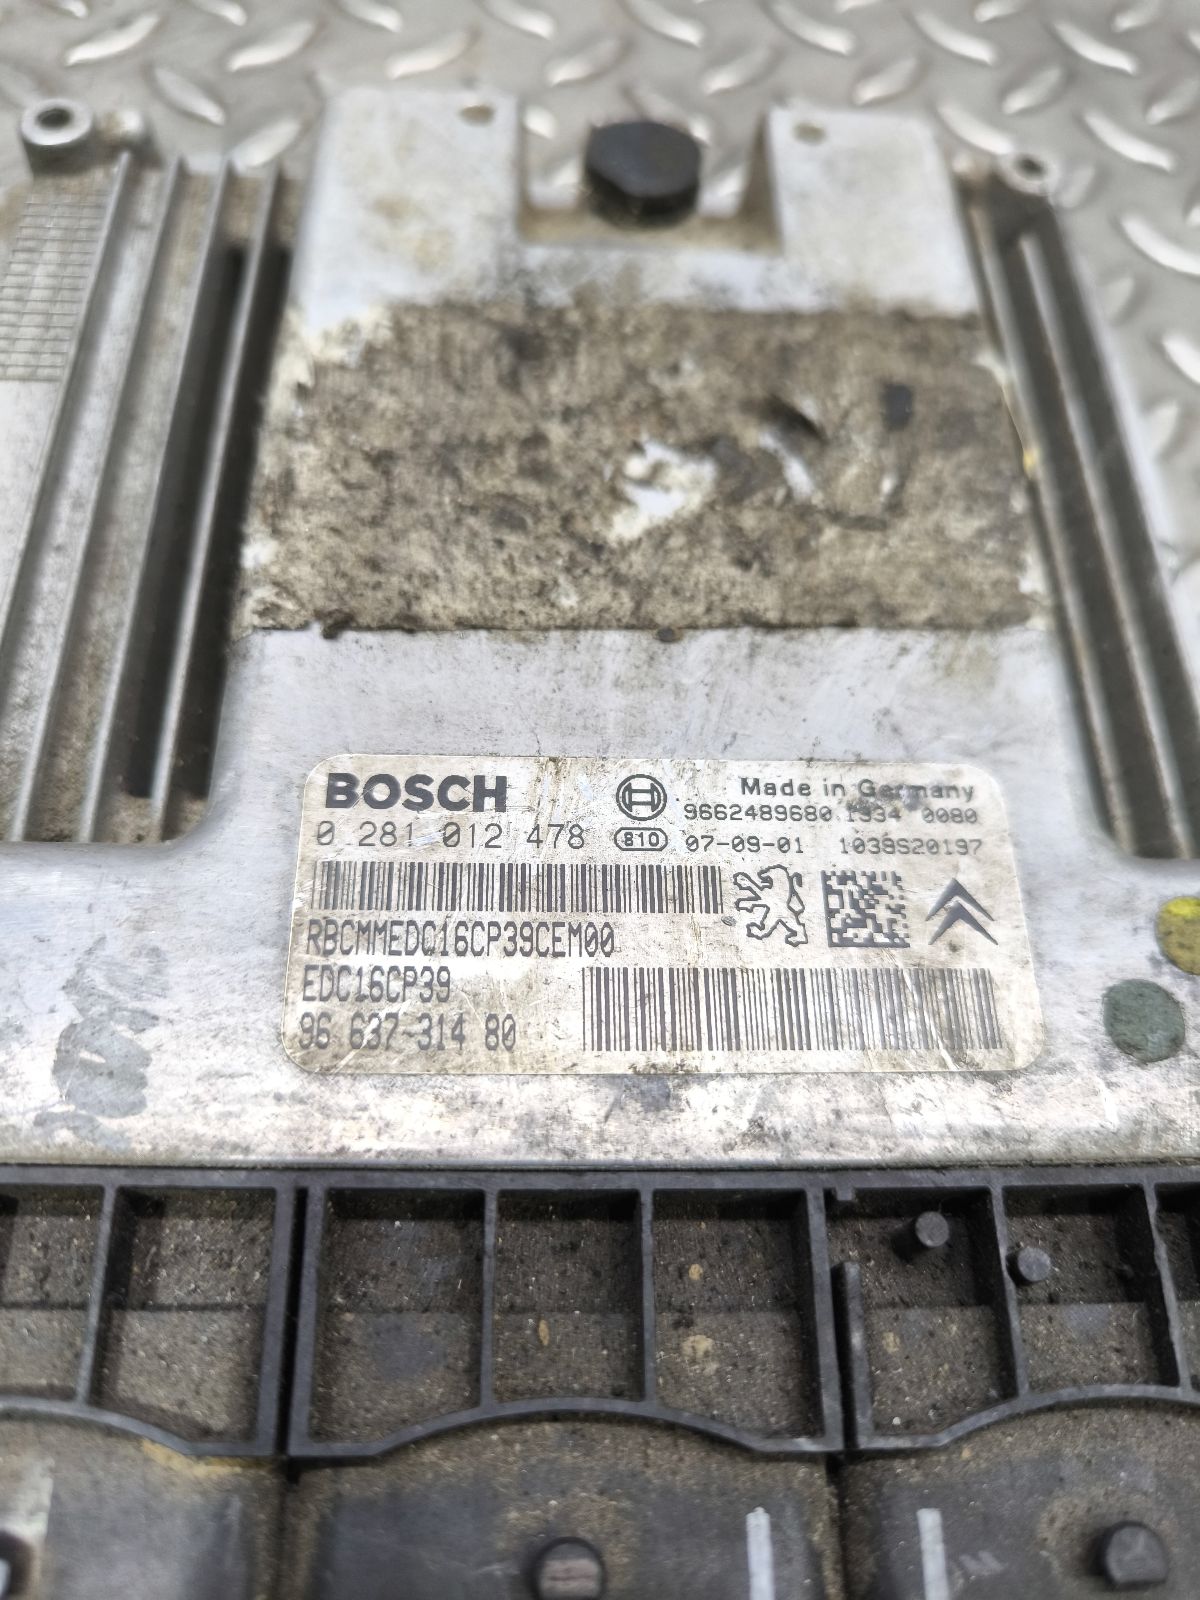 BOSCH
Made in Germany
9662489680 1934 0080
0 281 012 478
810
07-09-01 1039S20197
RBCMMEDC16CP39CEM00
EDC16CP39
96 637 314 80